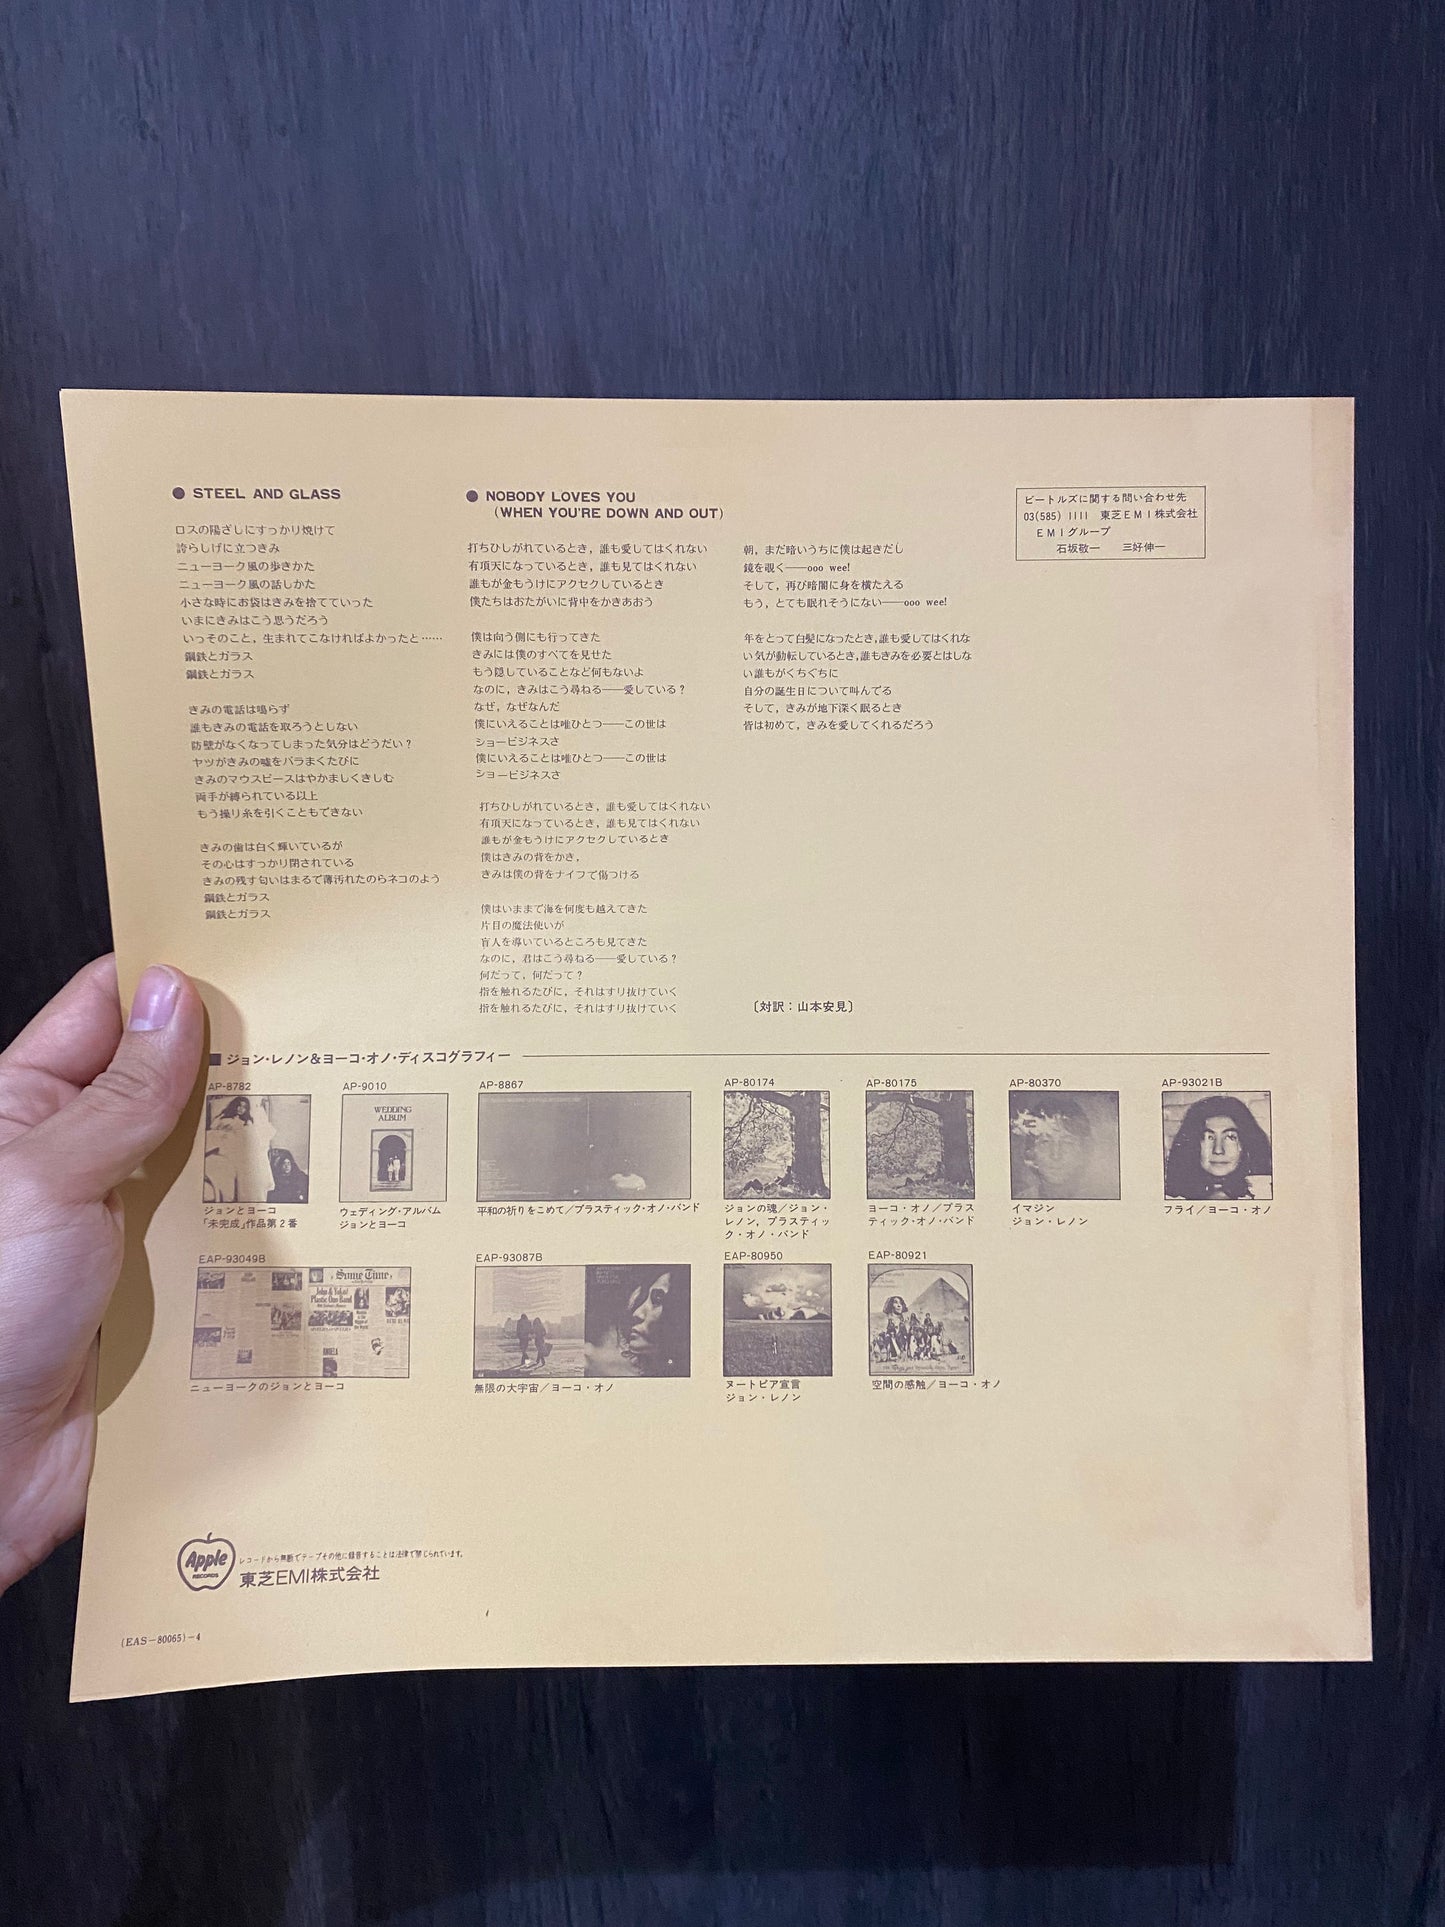 ● STEEL AND GLASS
ロスの陽ざしにすっかり焼けて
誇らしげに立つきみ
ニューヨーク風の歩きかた
ニューヨーク風の話しかた
小さな時にお袋はきみを捨てていった
いまにきみはこう思うだろう
いっそのこと，生まれてこなければよかったと……
鋼鉄とガラス
鋼鉄とガラス
きみの電話は鳴らず
誰もきみの電話を取ろうとしない
防壁がなくなってしまった気分はどうだい？
ヤツがきみの嘘をバラまくたびに
きみのマウスピースはやかましくきしむ
両手が縛られている以上
もう操り糸を引くこともできない
きみの歯は白く輝いているが
その心はすっかり閉されている
きみの残す匂いはまるで薄汚れたのらネコのよう
鋼鉄とガラス
鋼鉄とガラス
● NOBODY LOVES YOU
(WHEN YOU'RE DOWN AND OUT)
打ちひしがれているとき，誰も愛してはくれない
有頂天になっているとき，誰も見てはくれない
誰もが金もうけにアクセクしているとき
僕たちはおたがいに背中をかきあおう
僕は向う側にも行ってきた
きみには僕のすべてを見せた
もう隠していることなど何もないよ
なのに，きみはこう尋ねる——愛している？
なぜ，なぜなんだ
僕にいえることは唯ひとつ——この世は
ショービジネスさ
僕にいえることは唯ひとつ——この世は
ショービジネスさ
打ちひしがれているとき，誰も愛してはくれない
有頂天になっているとき，誰も見てはくれない
誰もが金もうけにアクセクしているとき
僕はきみの背をかき，
きみは僕の背をナイフで傷つける
僕はいままで海を何度も越えてきた
片目の魔法使いが
盲人を導いているところも見てきた
なのに，君はこう尋ねる——愛している？
何だって，何だって？
指を触れるたびに，それはすり抜けていく
指を触れるたびに，それはすり抜けていく
朝，まだ暗いうちに僕は起きだし
鏡を覗く——ooo wee!
そして，再び暗闇に身を横たえる
もう，とても眠れそうにない——ooo wee!
年をとって白髪になったとき，誰も愛してはくれな
い気が動転しているとき，誰もきみを必要とはしな
い誰もがぐちぐちに
自分の誕生日について叫んでる
そして，きみが地下深く眠るとき
皆は初めて，きみを愛してくれるだろう
〔対訳：山本安見〕
ビートルズに関する問い合わせ先
03(585) 1111 東芝EMI株式会社
EMIグループ
石坂敬一 三好伸一
■ ジョン・レノン&ヨーコ・オノ・ディスコグラフィー
AP-8782
ジョンとヨーコ
「未完成」作品第2番
AP-9010
WEDDING
ALBUM
ウェディング・アルバム
ジョンとヨーコ
AP-8867
平和の祈りをこめて／プラスティック・オノ・バンド
AP-80174
ジョンの魂／ジョン・
レノン，プラスティッ
ク・オノ・バンド
AP-80175
ヨーコ・オノ／プラス
ティック・オノ・バンド
AP-80370
イマジン
ジョン・レノン
AP-93021B
フライ／ヨーコ・オノ
EAP-93049B
Some Time
John & Yoko/
Plastic Ono Band
ニューヨークのジョンとヨーコ
EAP-93087B
無限の大宇宙／ヨーコ・オノ
EAP-80950
ヌートピア宣言
ジョン・レノン
EAP-80921
空間の感触／ヨーコ・オノ
Apple
RECORDS
レコードから無断でテープその他に録音することは法律で禁じられています。
東芝EMI株式会社
(EAS-80065)-4